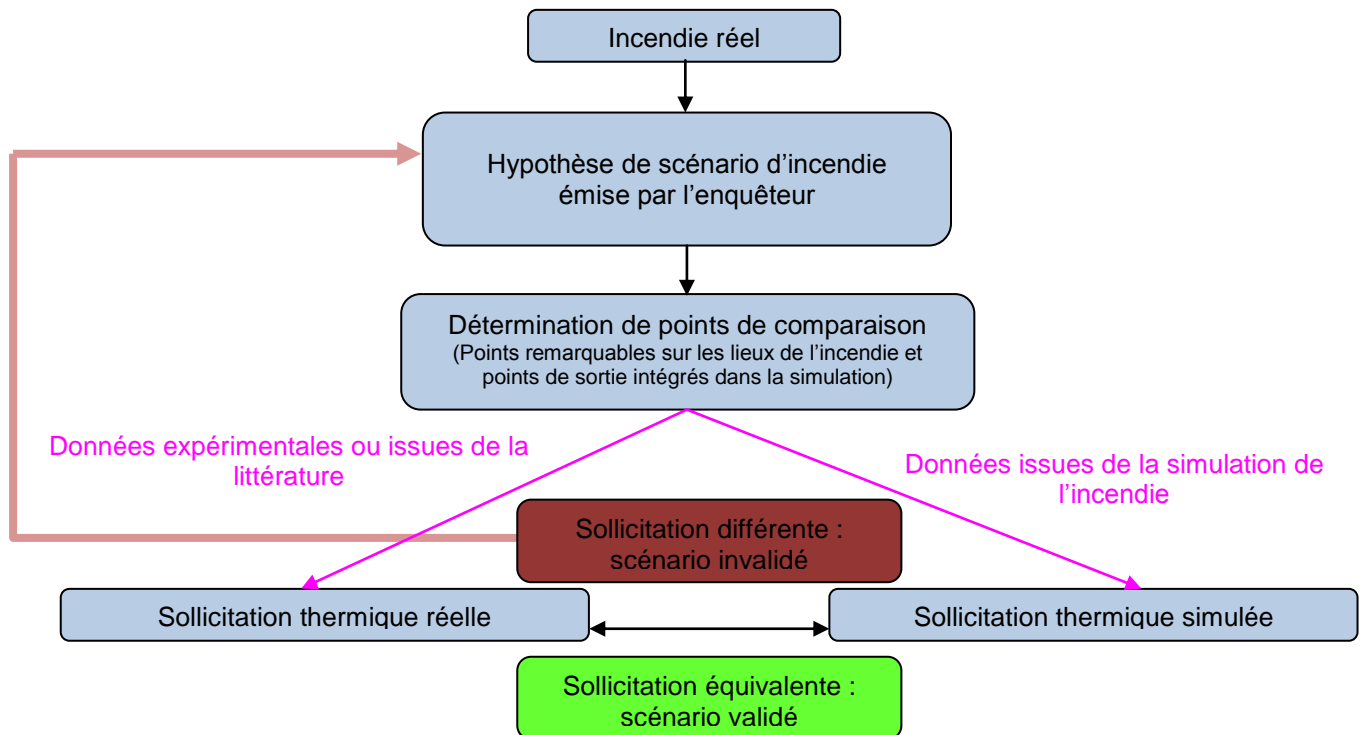 Incendie réel
Hypothèse de scénario d’incendie
émise par l’enquêteur
Détermination de points de comparaison
(Points remarquables sur les lieux de l’incendie et
points de sortie intégrés dans la simulation)
Données expérimentales ou issues de la
littérature
Données issues de la simulation de
l’incendie
Sollicitation différente :
scénario invalidé
Sollicitation thermique réelle
Sollicitation thermique simulée
Sollicitation équivalente :
scénario validé